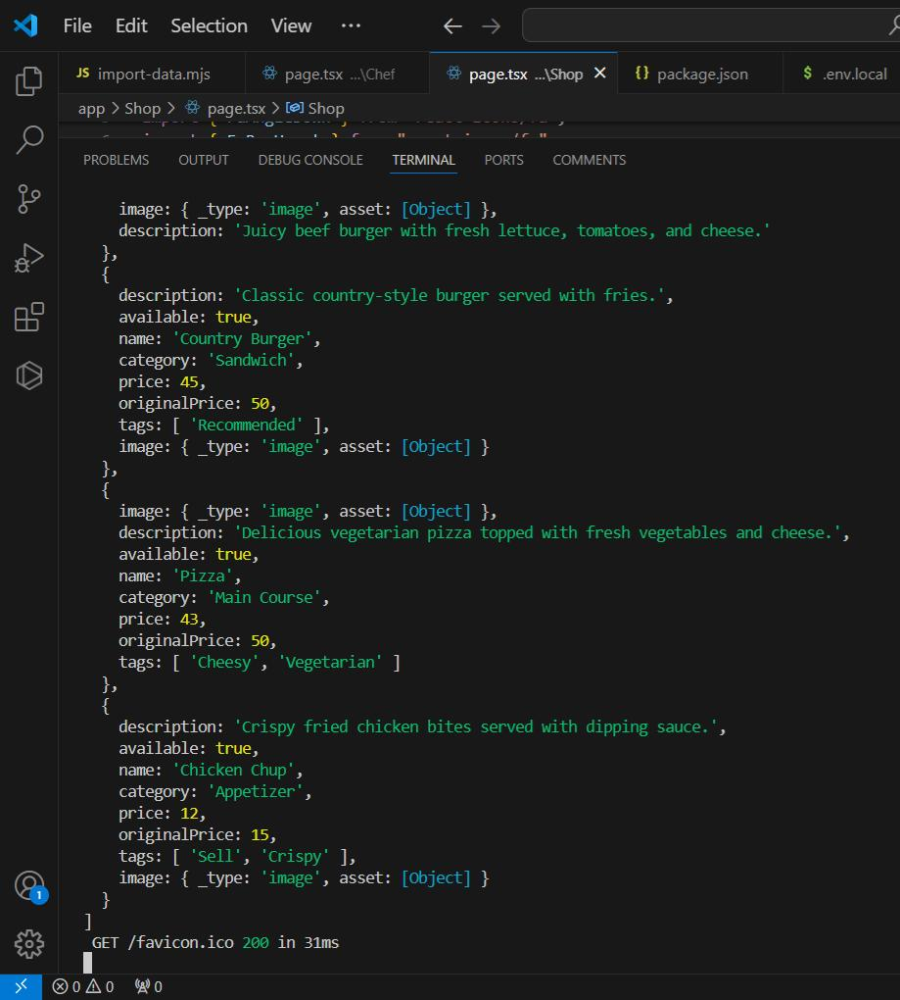 File Edit Selection View ...
JS import-data.mjs page.tsx ...\Chef page.tsx ...\Shop {} package.json $ .env.local
app > Shop > page.tsx > Shop
PROBLEMS OUTPUT DEBUG CONSOLE TERMINAL PORTS COMMENTS
image: { _type: 'image', asset: [Object] },
description: 'Juicy beef burger with fresh lettuce, tomatoes, and cheese.'
},
{
description: 'Classic country-style burger served with fries.',
available: true,
name: 'Country Burger',
category: 'Sandwich',
price: 45,
originalPrice: 50,
tags: [ 'Recommended' ],
image: { _type: 'image', asset: [Object] }
},
{
image: { _type: 'image', asset: [Object] },
description: 'Delicious vegetarian pizza topped with fresh vegetables and cheese.',
available: true,
name: 'Pizza',
category: 'Main Course',
price: 43,
originalPrice: 50,
tags: [ 'Cheesy', 'Vegetarian' ]
},
{
description: 'Crispy fried chicken bites served with dipping sauce.',
available: true,
name: 'Chicken Chup',
category: 'Appetizer',
price: 12,
originalPrice: 15,
tags: [ 'Sell', 'Crispy' ],
image: { _type: 'image', asset: [Object] }
}
]
GET /favicon.ico 200 in 31ms
1
0 0 0